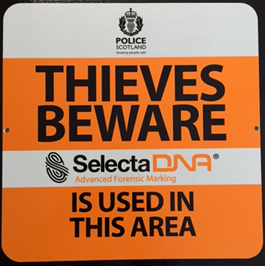 POLICE
SCOTLAND
Keeping people safe
THIEVES
BEWARE
SelectaDNA®
Advanced Forensic Marking
IS USED IN
THIS AREA